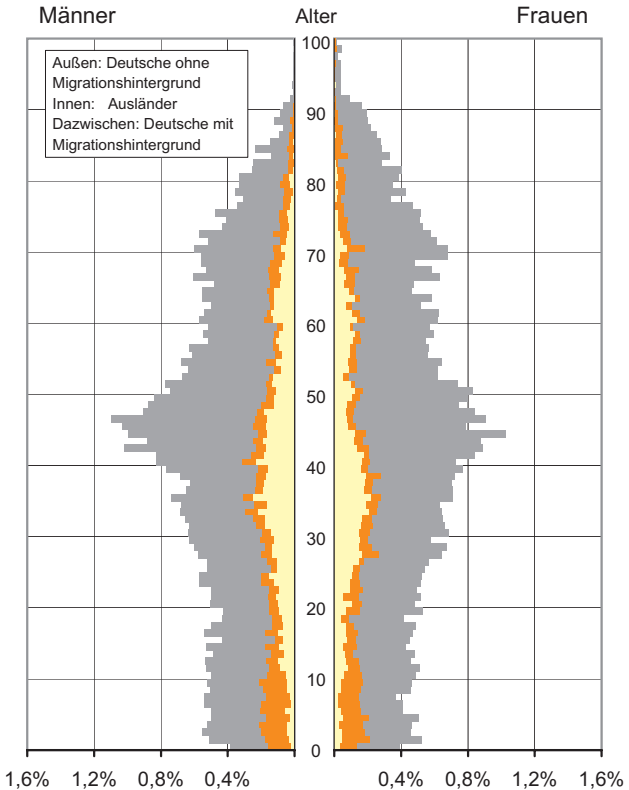 Männer Alter Frauen
Außen: Deutsche ohne
Migrationshintergrund
Innen: Ausländer
Dazwischen: Deutsche mit
Migrationshintergrund
100
90
80
70
60
50
40
30
20
10
0
1,6% 1,2% 0,8% 0,4% 0,4% 0,8% 1,2% 1,6%